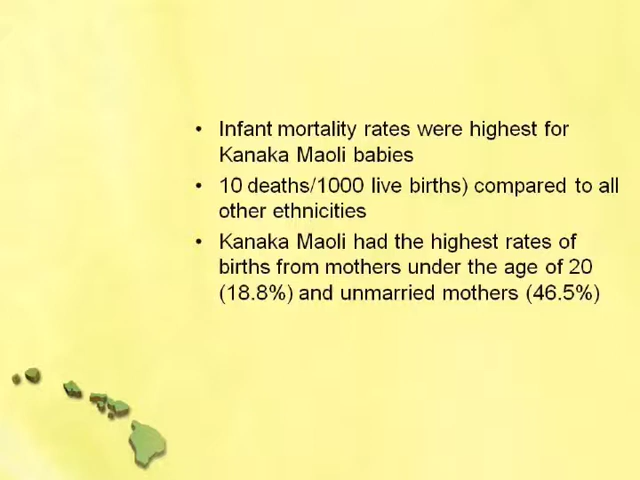 • Infant mortality rates were highest for
Kanaka Maoli babies
• 10 deaths/1000 live births) compared to all
other ethnicities
• Kanaka Maoli had the highest rates of
births from mothers under the age of 20
(18.8%) and unmarried mothers (46.5%)